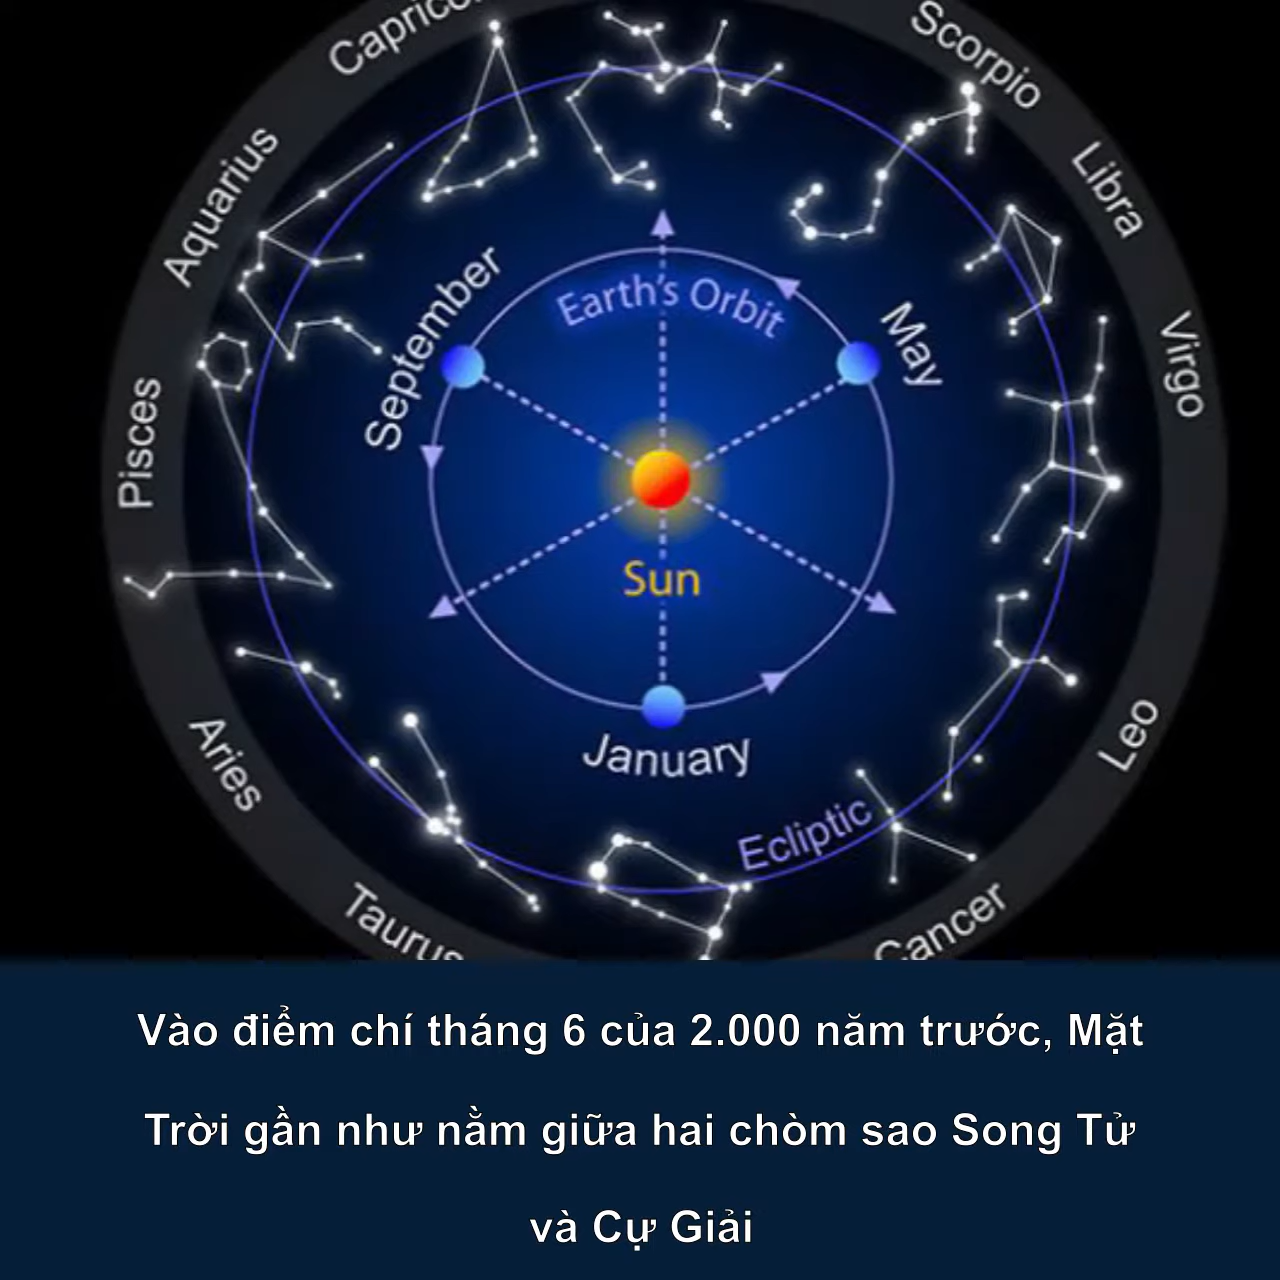 Capric
Scorpio
Aquarius
Libra
September
Earth's Orbit
May
Virgo
Pisces
Sun
Aries
January
Leo
Ecliptic
Taurus
Cancer
Vào điểm chí tháng 6 của 2.000 năm trước, Mặt
Trời gần như nằm giữa hai chòm sao Song Tử
và Cự Giải